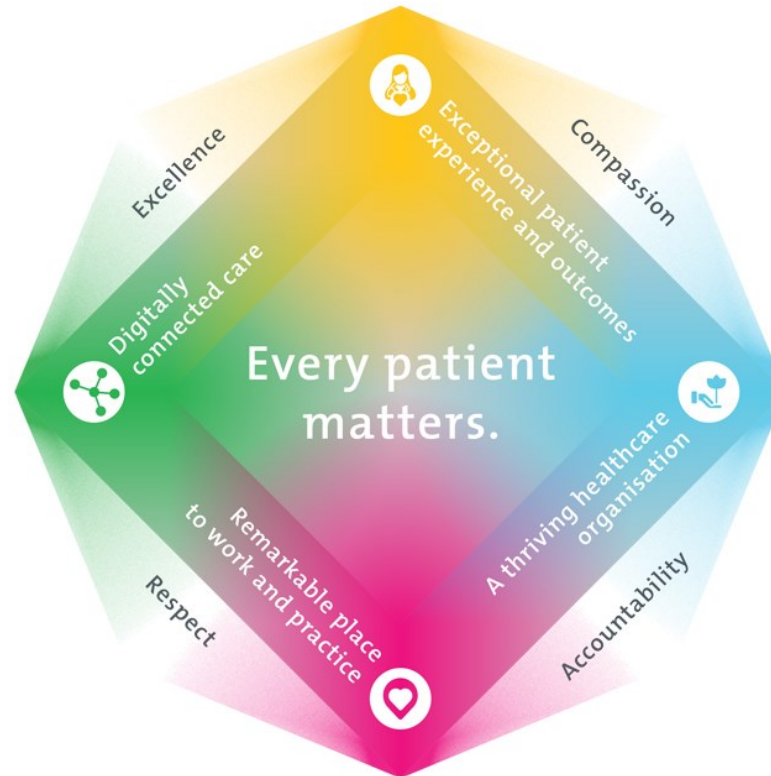 Excellence
Compassion
Exceptional patient
experience and outcomes
Digitally
connected care
Every patient
matters.
Remarkable place
to work and practice
A thriving healthcare
organisation
Respect
Accountability